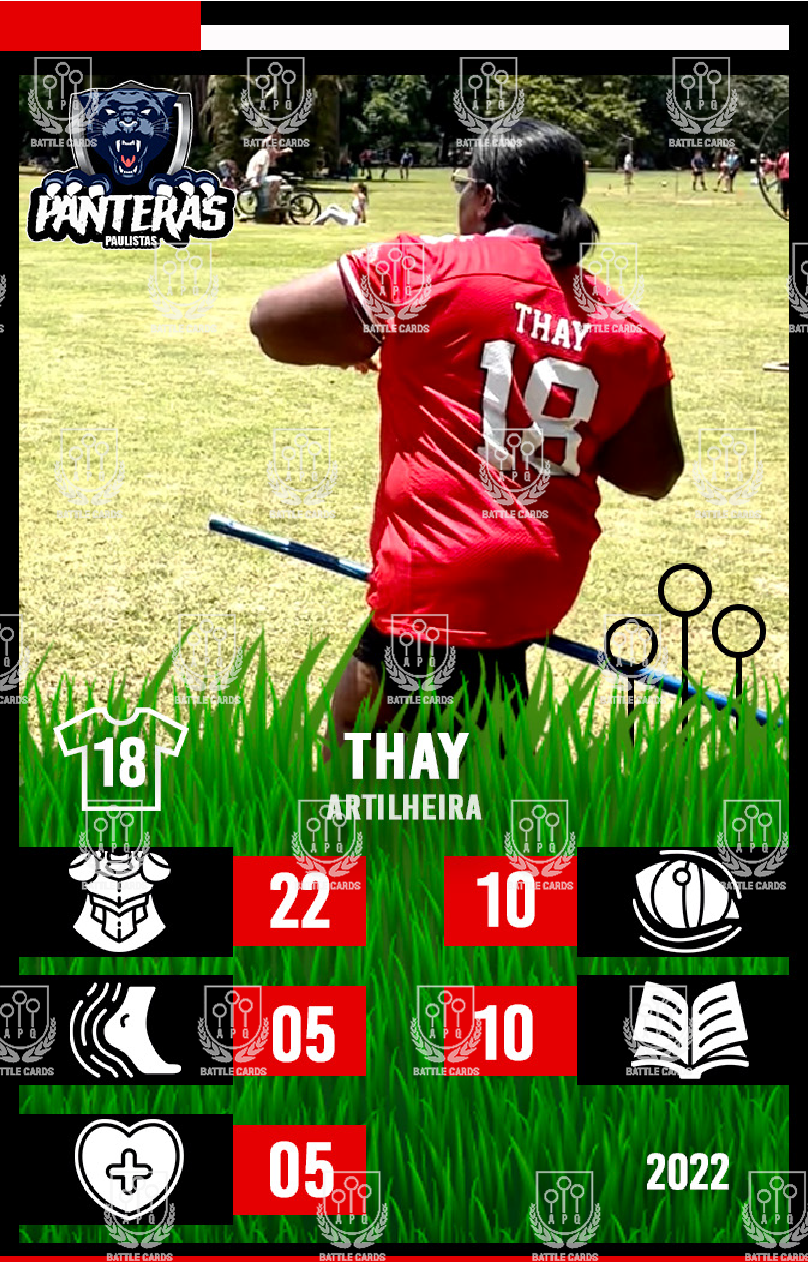 PANTERAS
PAULISTAS
THAY
18
18
THAY
ARTILHEIRA
22
10
05
10
05
2022
APQ
BATTLE CARDS